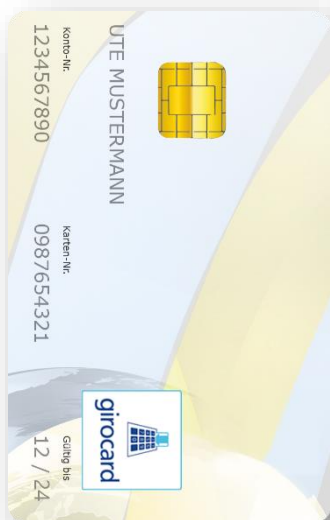 UTE MUSTERMANN
Konto-Nr. Karten-Nr. Gültig bis
1234567890 0987654321 12 / 24
girocard